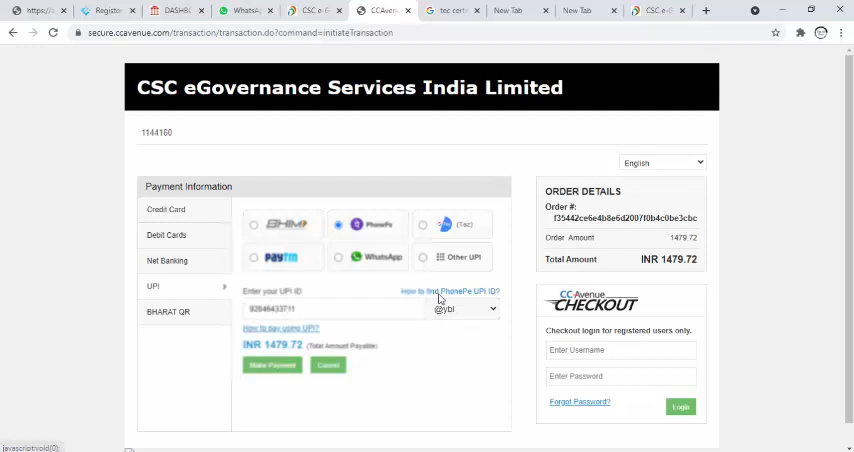 https://
Register
DASHBO
WhatsA
CSC e-G
CCAven
tec certi
New Tab
New Tab
CSC e-G
secure.ccavenue.com/transaction/transaction.do?command=initiateTransaction
CSC eGovernance Services India Limited
1144160
English
Payment Information
Credit Card
Debit Cards
Net Banking
UPI
BHARAT QR
BHIM
PhonePe
(Tez)
Paytm
WhatsApp
Other UPI
Enter your UPI ID
How to find PhonePe UPI ID?
92646433711
@ybl
How to pay using UPI?
INR 1479.72 (Total Amount Payable)
Make Payment
Cancel
ORDER DETAILS
Order #:
f35442ce6e4b8e6d2007f0b4c0be3cbc
Order Amount 1479.72
Total Amount INR 1479.72
CCAvenue
CHECKOUT
Checkout login for registered users only.
Enter Username
Enter Password
Forgot Password?
Login
javascript:void(0);